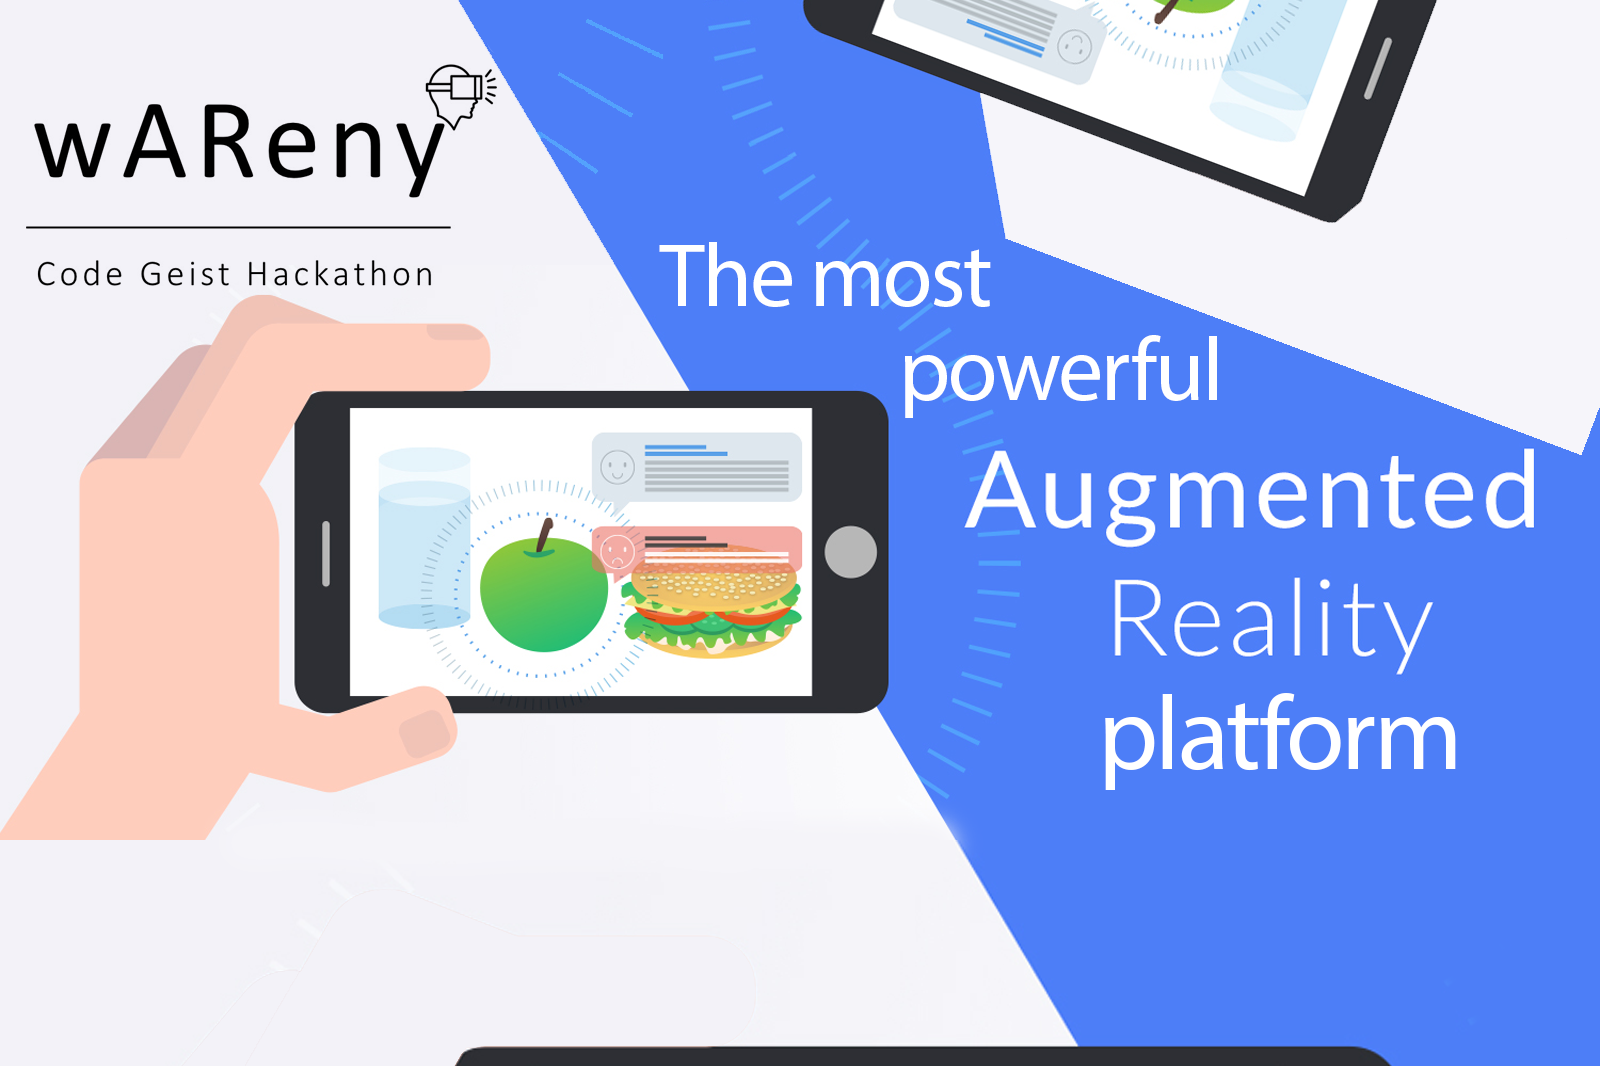 wAReny
Code Geist Hackathon
The most
powerful
Augmented
Reality
platform